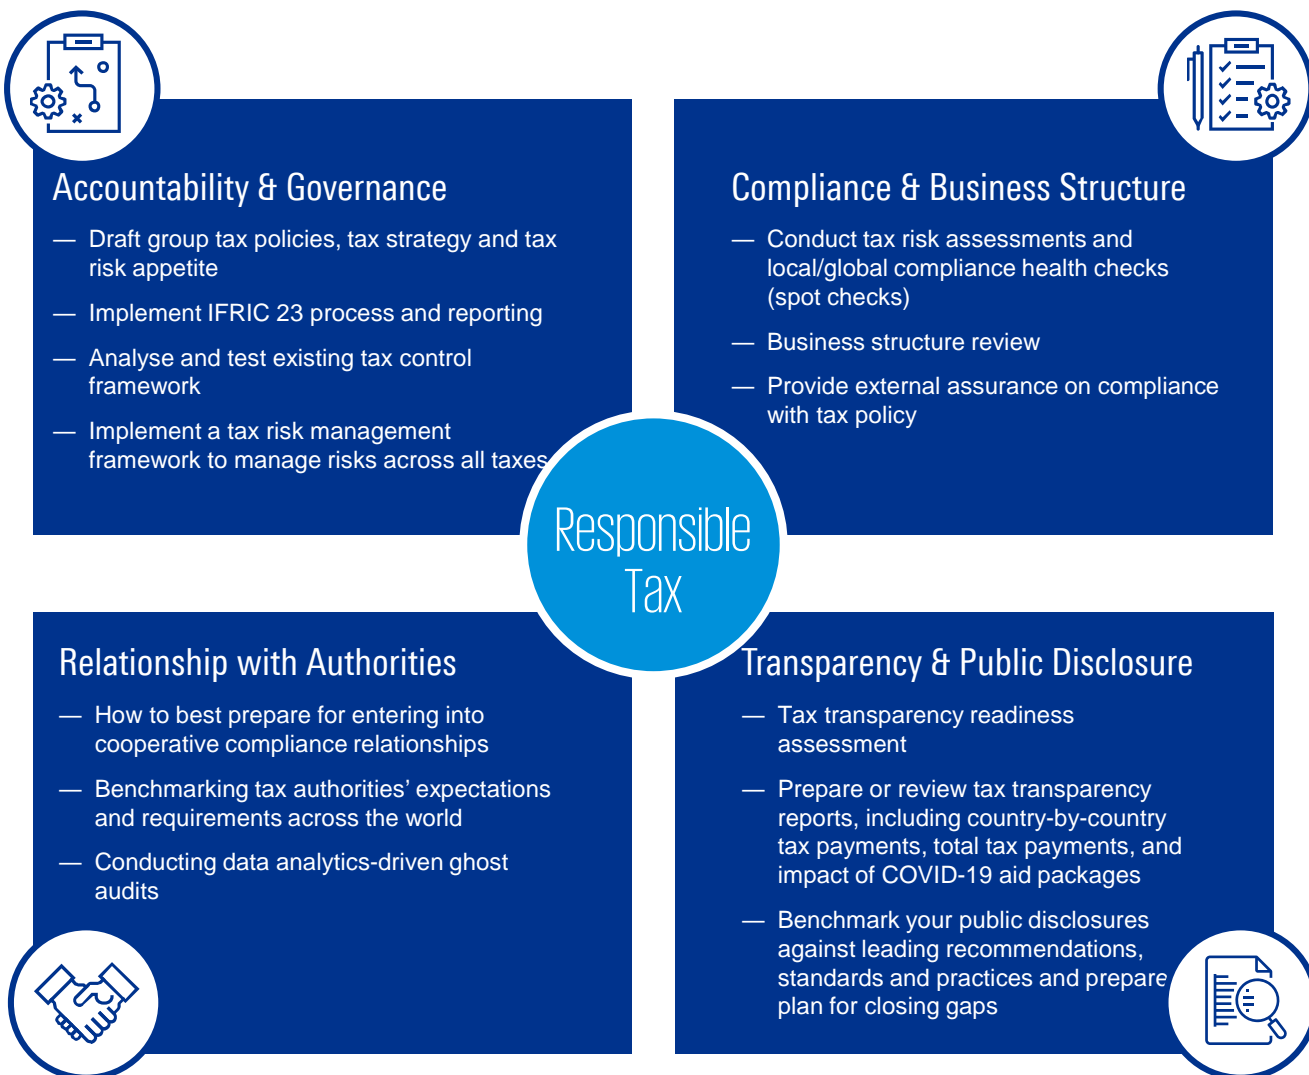 Accountability & Governance
— Draft group tax policies, tax strategy and tax
risk appetite
— Implement IFRIC 23 process and reporting
— Analyse and test existing tax control
framework
— Implement a tax risk management
framework to manage risks across all taxes
Compliance & Business Structure
— Conduct tax risk assessments and
local/global compliance health checks
(spot checks)
— Business structure review
— Provide external assurance on compliance
with tax policy
Responsible
Tax
Relationship with Authorities
— How to best prepare for entering into
cooperative compliance relationships
— Benchmarking tax authorities’ expectations
and requirements across the world
— Conducting data analytics-driven ghost
audits
Transparency & Public Disclosure
— Tax transparency readiness
assessment
— Prepare or review tax transparency
reports, including country-by-country
tax payments, total tax payments, and
impact of COVID-19 aid packages
— Benchmark your public disclosures
against leading recommendations,
standards and practices and prepare
plan for closing gaps